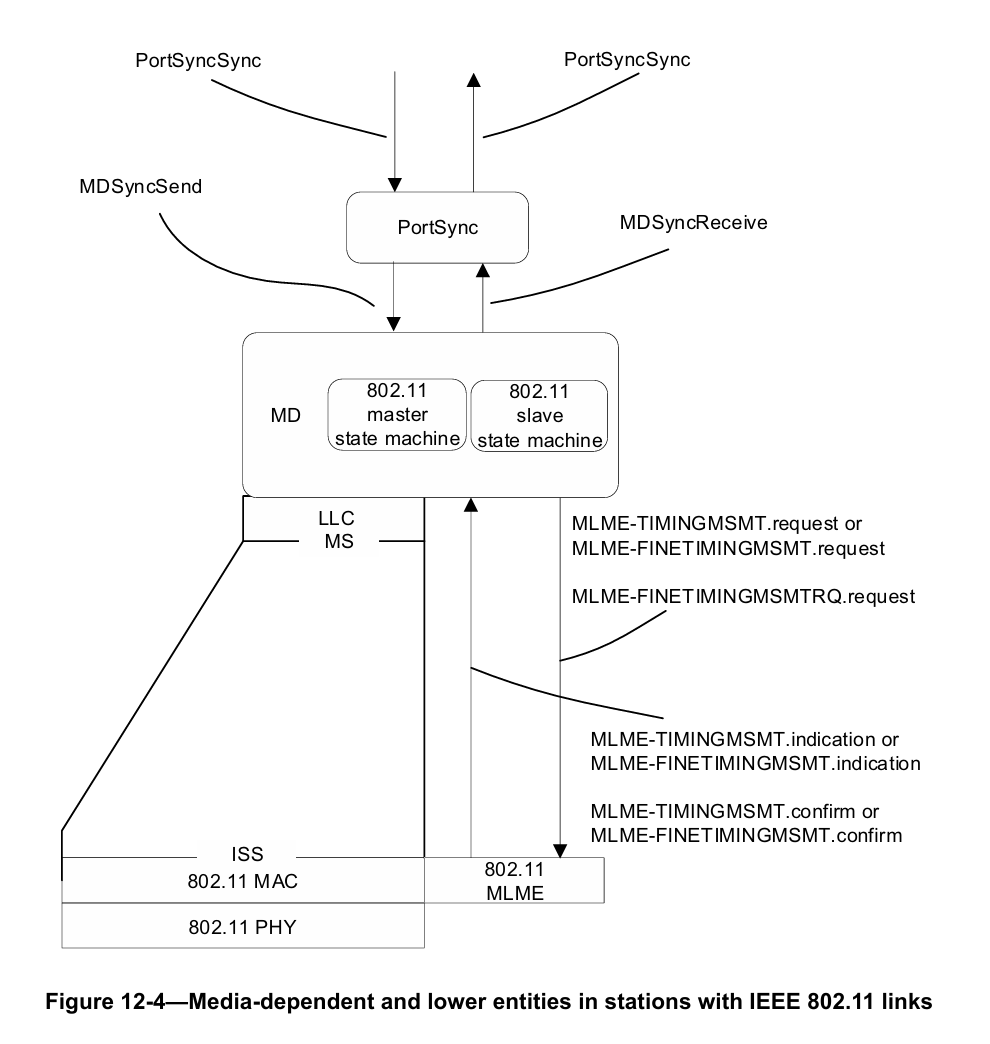 PortSyncSync
PortSyncSync
MDSyncSend
PortSync
MDSyncReceive
MD
802.11
master
state machine
802.11
slave
state machine
LLC
MS
MLME-TIMINGMSMT.request or
MLME-FINETIMINGMSMT.request
MLME-FINETIMINGMSMTRQ.request
MLME-TIMINGMSMT.indication or
MLME-FINETIMINGMSMT.indication
MLME-TIMINGMSMT.confirm or
MLME-FINETIMINGMSMT.confirm
ISS
802.11 MAC
802.11
MLME
802.11 PHY
Figure 12-4—Media-dependent and lower entities in stations with IEEE 802.11 links